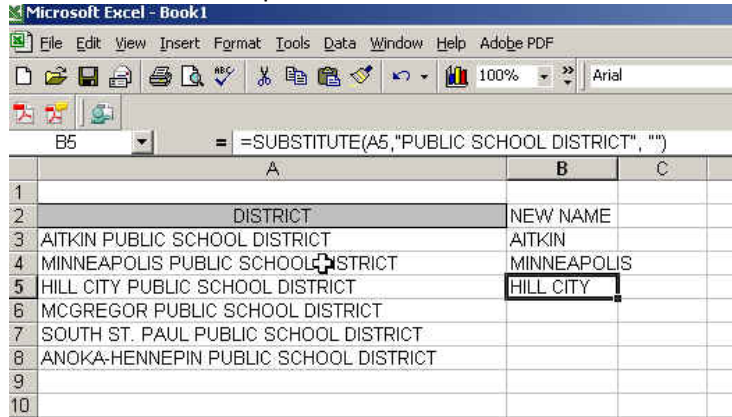 Microsoft Excel - Book1
File Edit View Insert Format Tools Data Window Help Adobe PDF
ABC 100% » Arial
B5 = =SUBSTITUTE(A5,"PUBLIC SCHOOL DISTRICT", "")
A B C
1
2 DISTRICT NEW NAME
3 AITKIN PUBLIC SCHOOL DISTRICT AITKIN
4 MINNEAPOLIS PUBLIC SCHOOL DISTRICT MINNEAPOLIS
5 HILL CITY PUBLIC SCHOOL DISTRICT HILL CITY
6 MCGREGOR PUBLIC SCHOOL DISTRICT
7 SOUTH ST. PAUL PUBLIC SCHOOL DISTRICT
8 ANOKA-HENNEPIN PUBLIC SCHOOL DISTRICT
9
10